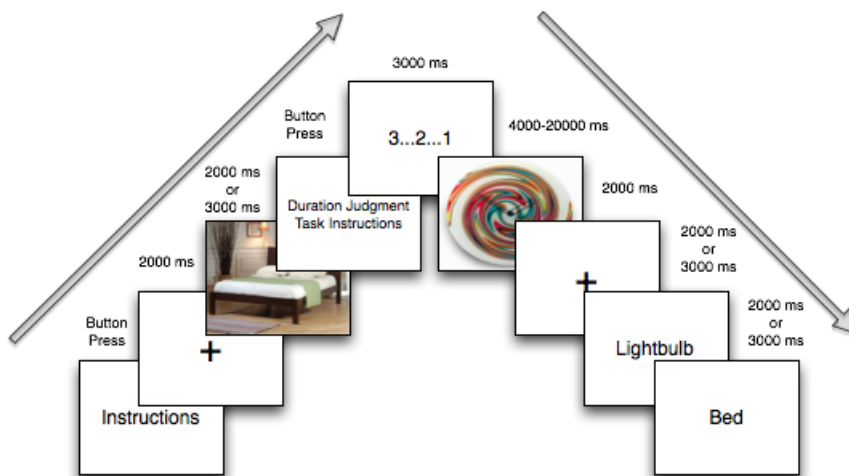 Instructions
Button
Press
+
2000 ms
2000 ms
or
3000 ms
Duration Judgment
Task Instructions
Button
Press
3...2...1
3000 ms
4000-20000 ms
+
2000 ms
Lightbulb
2000 ms
or
3000 ms
Bed
2000 ms
or
3000 ms